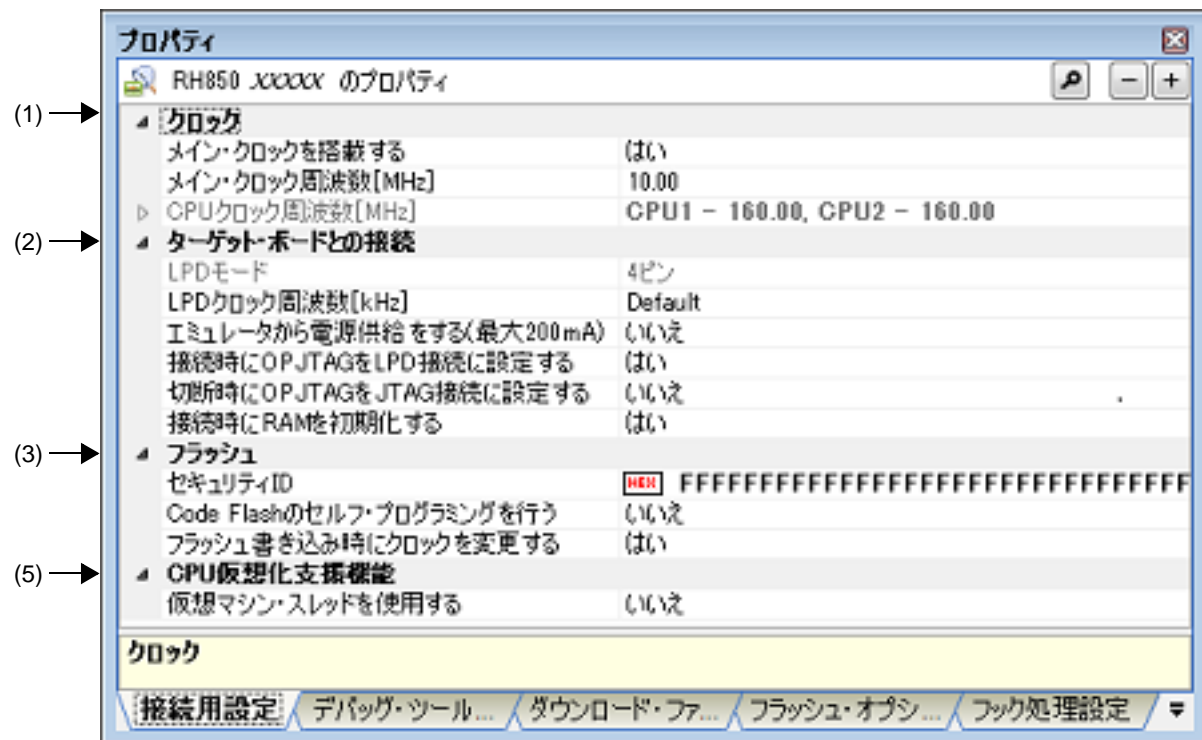 プロパティ
RH850 XXXXX のプロパティ
(1) クロック
メイン・クロックを搭載する はい
メイン・クロック周波数[MHz] 10.00
CPUクロック周波数[MHz] CPU1 - 160.00, CPU2 - 160.00
(2) ターゲット・ボードとの接続
LPDモード 4ピン
LPDクロック周波数[kHz] Default
エミュレータから電源供給をする(最大200mA) いいえ
接続時にOPJTAGをLPD接続に設定する はい
切断時にOPJTAGをJTAG接続に設定する いいえ
接続時にRAMを初期化する はい
(3) フラッシュ
セキュリティID HEX FFFFFFFFFFFFFFFFFFFFFFFFFFFFFFFF
Code Flashのセルフ・プログラミングを行う いいえ
フラッシュ書き込み時にクロックを変更する はい
(5) CPU仮想化支援機能
仮想マシン・スレッドを使用する いいえ
クロック
接続用設定 デバッグ・ツール... ダウンロード・ファ... フラッシュ・オプシ... フック処理設定